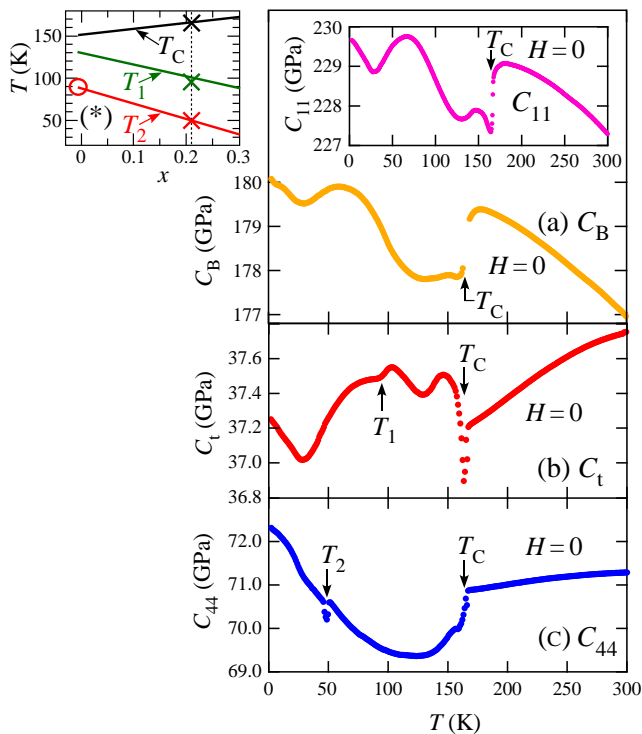 T (K)
150
100
50
T_C
T_1
T_2
(*)
0
0.1
0.2
0.3
x
C_11 (GPa)
230
229
228
227
T_C
H = 0
C_11
0
50
100
150
200
250
300
C_B (GPa)
180
179
178
177
(a) C_B
H = 0
T_C
C_t (GPa)
37.6
37.4
37.2
37.0
36.8
T_1
T_C
H = 0
(b) C_t
C_44 (GPa)
72.0
71.0
70.0
69.0
T_2
T_C
H = 0
(C) C_44
0
50
100
150
200
250
300
T (K)